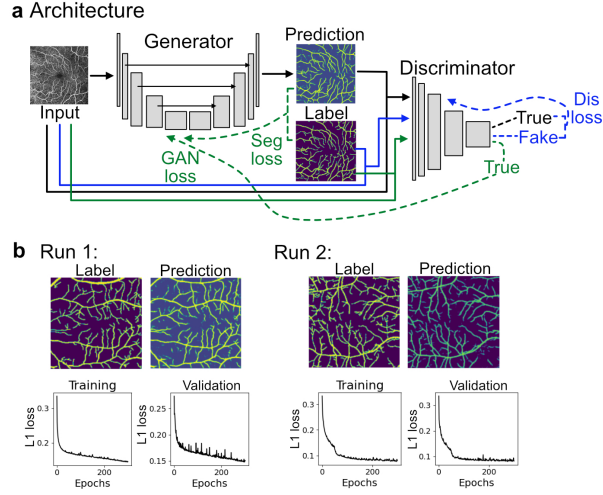 a Architecture
Generator
Prediction
Discriminator
Input
Label
GAN
loss
Seg
loss
True
Fake
True
Dis
loss
b Run 1:
Run 2:
Label
Prediction
Label
Prediction
Training
Validation
Training
Validation
L1 loss
0.3
0.2
0
200
Epochs
L1 loss
0.25
0.20
0.15
0
200
Epochs
L1 loss
0.3
0.2
0.1
0
200
Epochs
L1 loss
0.3
0.2
0.1
0
200
Epochs